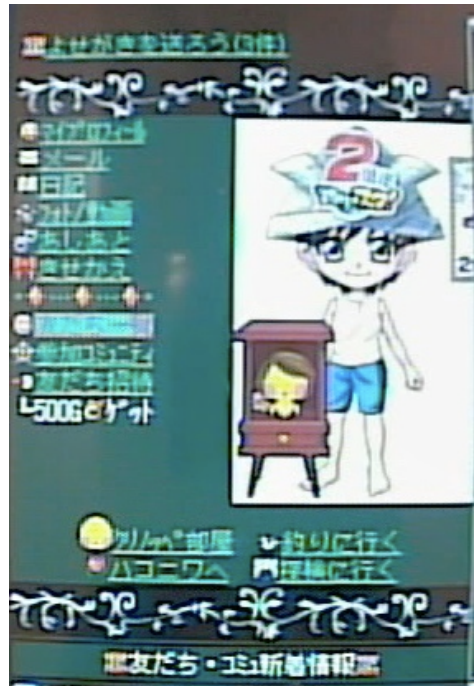 よせがきを送ろう(3件)
マイプロフィール
メール
日記
フォト/動画
あしあと
きせかえ
参加コミュニティ
友だち招待
└500Gゲット
2
クリノッペ部屋
釣りに行く
ハコニワへ
探検に行く
友だち・コミュ新着情報